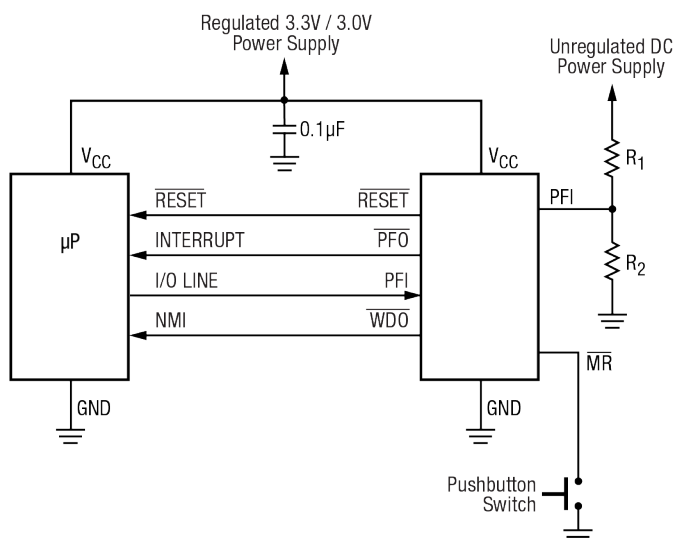 Regulated 3.3V / 3.0V
Power Supply
Unregulated DC
Power Supply
0.1µF
VCC
VCC
R1
PFI
µP
RESET
RESET
INTERRUPT
PFO
I/O LINE
PFI
NMI
WDO
R2
MR
GND
GND
Pushbutton
Switch